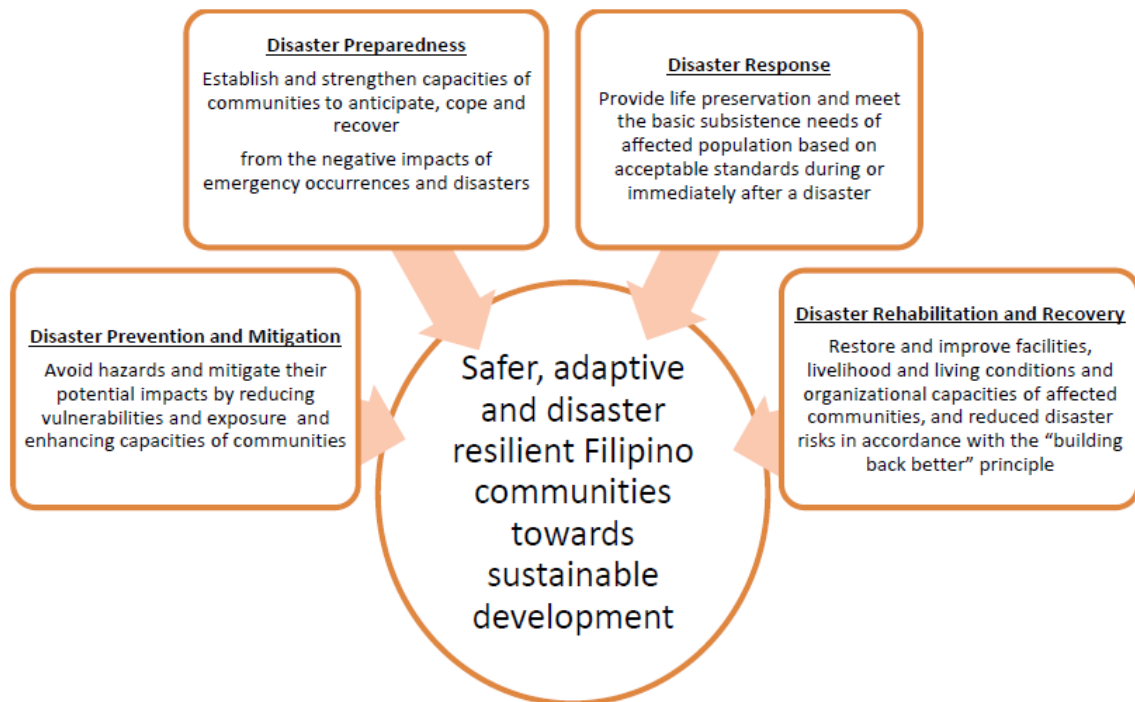 Disaster Preparedness
Establish and strengthen capacities of
communities to anticipate, cope and
recover
from the negative impacts of
emergency occurrences and disasters
Disaster Response
Provide life preservation and meet
the basic subsistence needs of
affected population based on
acceptable standards during or
immediately after a disaster
Disaster Prevention and Mitigation
Avoid hazards and mitigate their
potential impacts by reducing
vulnerabilities and exposure and
enhancing capacities of communities
Safer, adaptive
and disaster
resilient Filipino
communities
towards
sustainable
development
Disaster Rehabilitation and Recovery
Restore and improve facilities,
livelihood and living conditions and
organizational capacities of affected
communities, and reduced disaster
risks in accordance with the “building
back better” principle